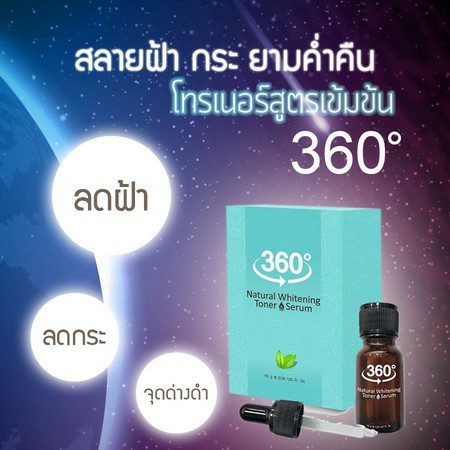 สลายฝ้า กระ ยามค่ำคืน
โทรเนอร์สูตรเข้มข้น
360°
ลดฝ้า
ลดกระ
จุดด่างดำ
360°
Natural Whitening
Toner Serum
360°
Natural Whitening
Toner Serum